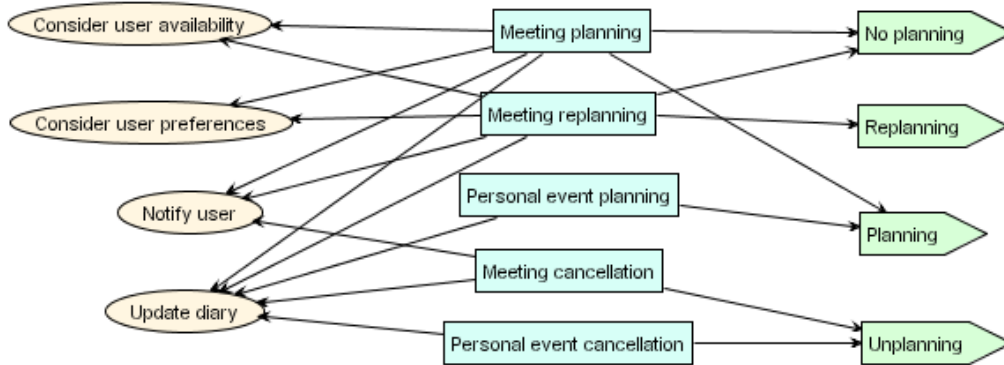 Consider user availability
Meeting planning
No planning
Consider user preferences
Meeting replanning
Replanning
Notify user
Personal event planning
Planning
Meeting cancellation
Update diary
Personal event cancellation
Unplanning